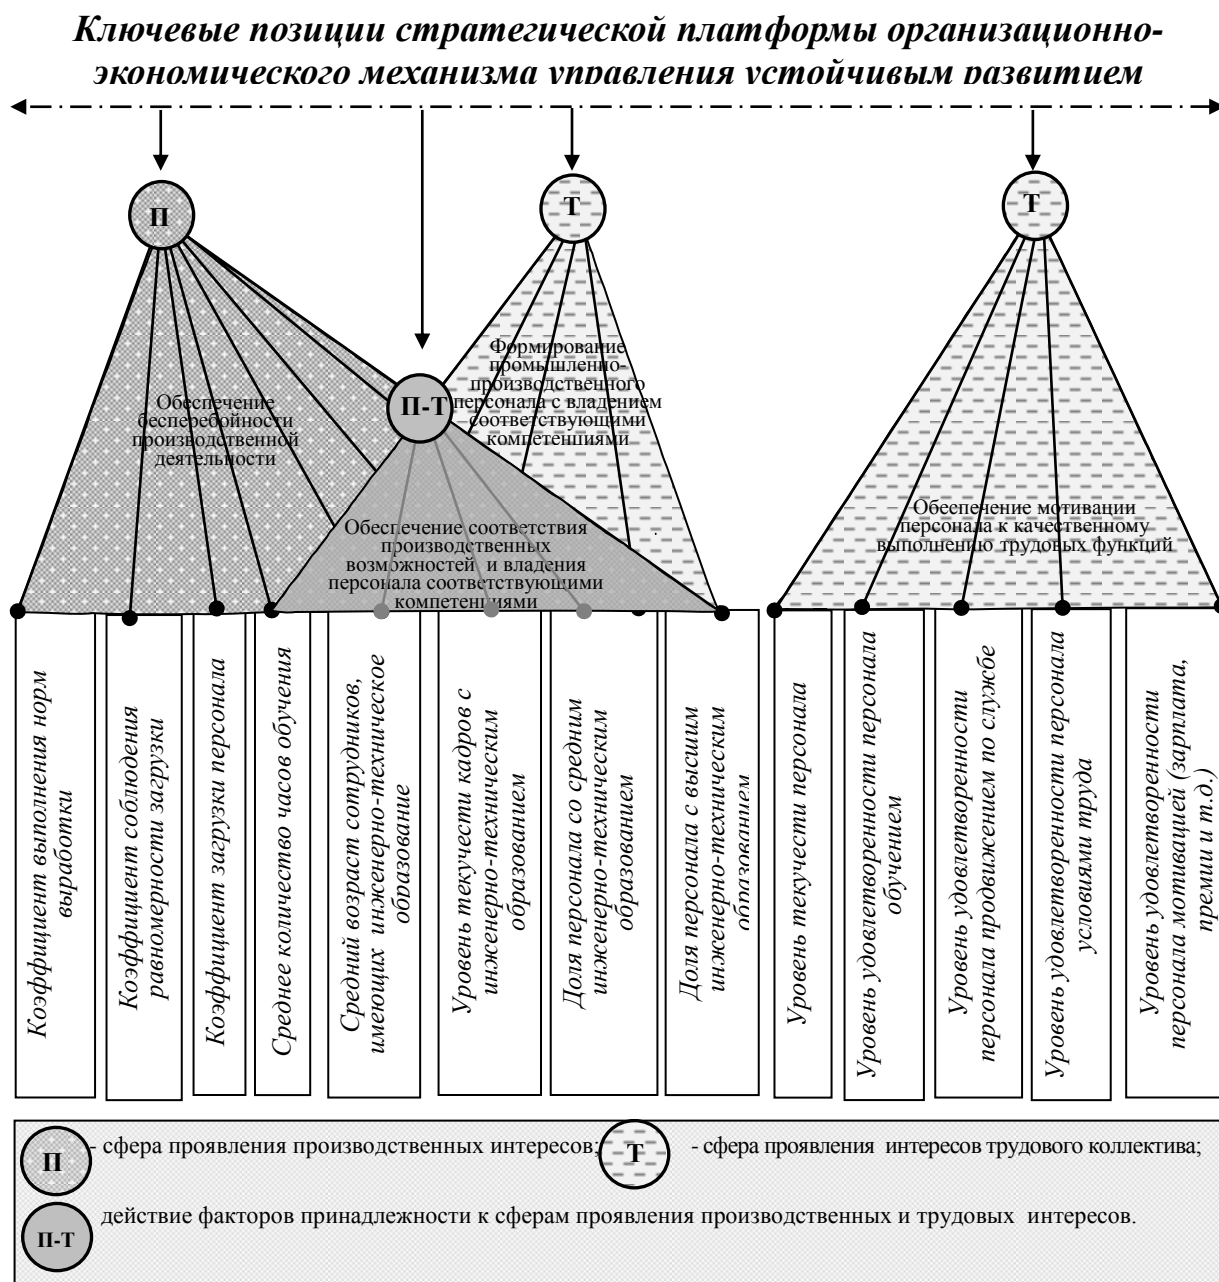 Ключевые позиции стратегической платформы организационно-
экономического механизма управления устойчивым развитием
П
Т
Т
П-Т
Обеспечение
бесперебойности
производственной
деятельности
Формирование
промышленно-
производственного
персонала с владением
соответствующими
компетенциями
Обеспечение соответствия
производственных
возможностей и владения
персонала соответствующими
компетенциями
Обеспечение мотивации
персонала к качественному
выполнению трудовых функций
Коэффициент выполнения норм
выработки
Коэффициент соблюдения
равномерности загрузки
Коэффициент загрузки персонала
Среднее количество часов обучения
Средний возраст сотрудников,
имеющих инженерно-техническое
образование
Уровень текучести кадров с
инженерно-техническим
образованием
Доля персонала со средним
инженерно-техническим
образованием
Доля персонала с высшим
инженерно-техническим
образованием
Уровень текучести персонала
Уровень удовлетворенности персонала
обучением
Уровень удовлетворенности
персонала продвижением по службе
Уровень удовлетворенности персонала
условиями труда
Уровень удовлетворенности
персонала мотивацией (зарплата,
премии и т.д.)
П
- сфера проявления производственных интересов;
Т
- сфера проявления интересов трудового коллектива;
П-Т
действие факторов принадлежности к сферам проявления производственных и трудовых интересов.